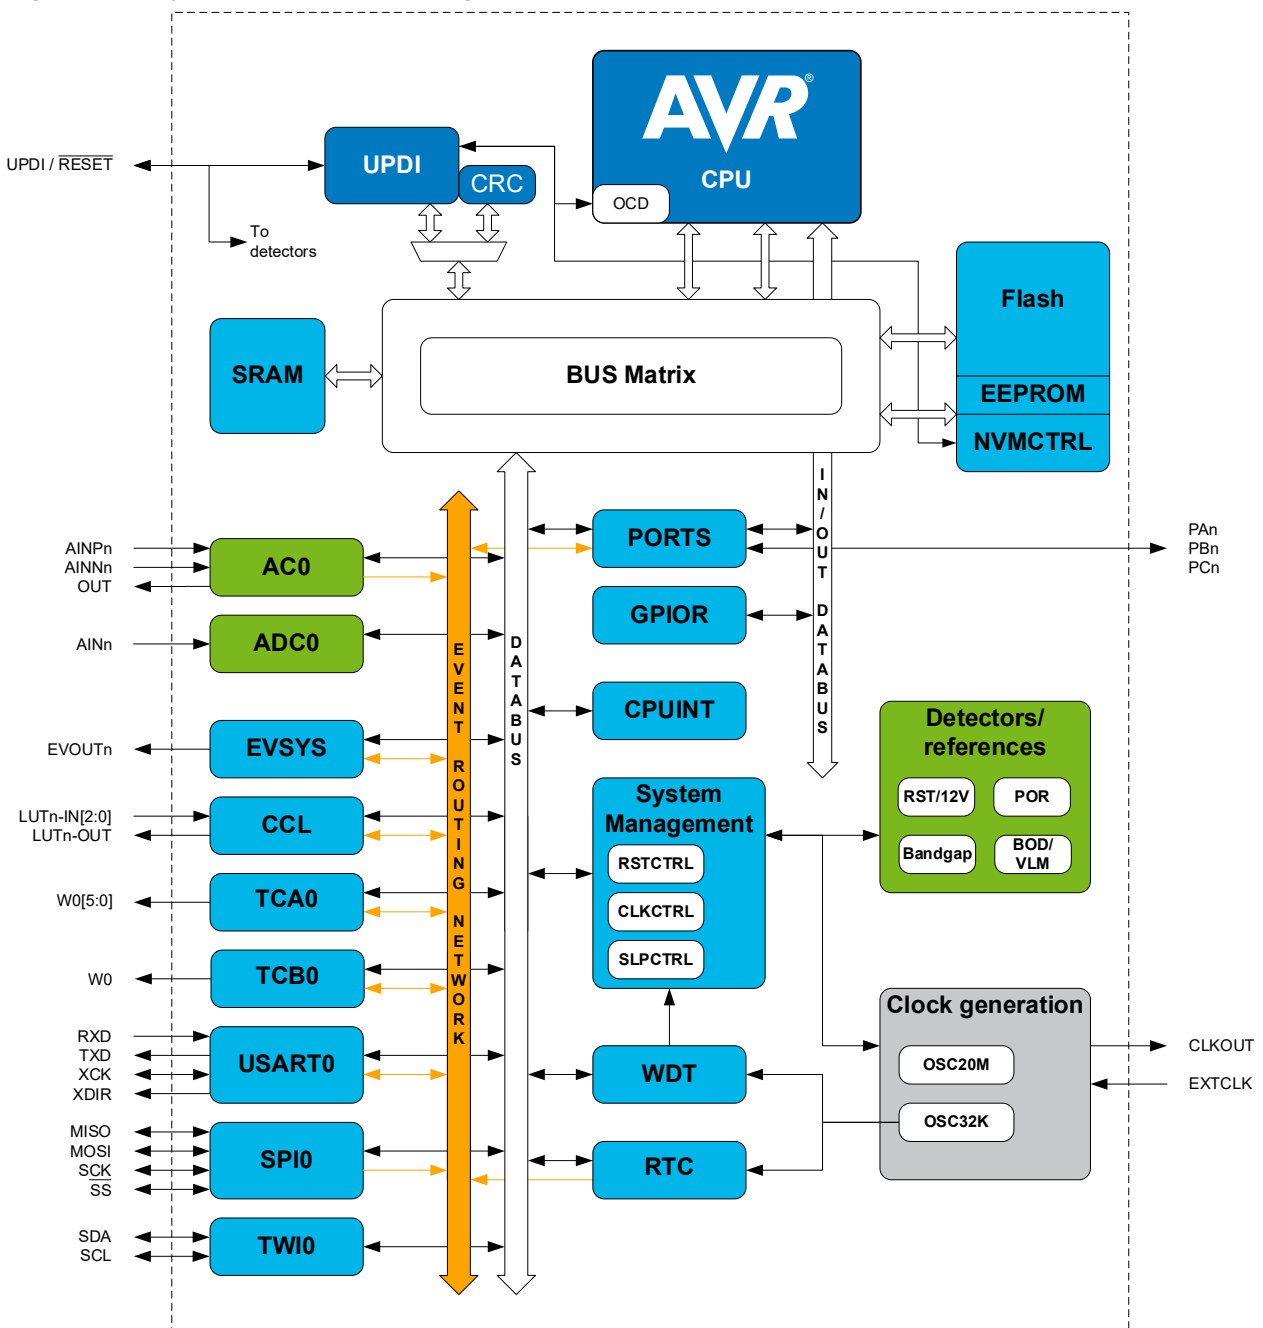 AVR®
CPU
OCD
UPDI / RESET
UPDI
CRC
To
detectors
Flash
EEPROM
NVMCTRL
SRAM
BUS Matrix
IN/OUT DATABUS
DATABUS
EVENT ROUTING NETWORK
PORTS
PAn
PBn
PCn
AINPn
AINNn
OUT
AC0
GPIOR
AINn
ADC0
CPUINT
Detectors/
references
RST/12V
POR
Bandgap
BOD/
VLM
EVOUTn
EVSYS
System
Management
RSTCTRL
CLKCTRL
SLPCTRL
LUTn-IN[2:0]
LUTn-OUT
CCL
W0[5:0]
TCA0
W0
TCB0
Clock generation
OSC20M
OSC32K
CLKOUT
EXTCLK
RXD
TXD
XCK
XDIR
USART0
WDT
MISO
MOSI
SCK
SS
SPI0
RTC
SDA
SCL
TWI0